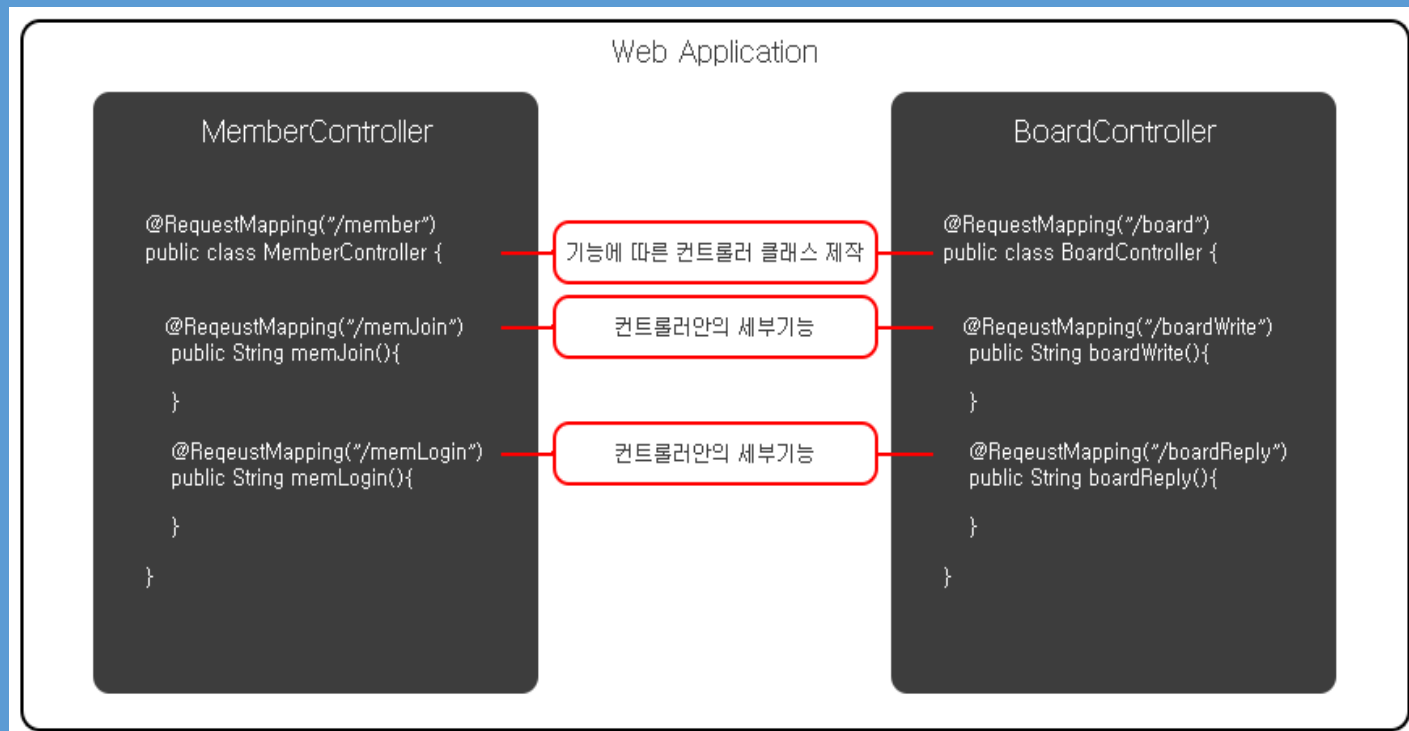 Web Application
MemberController
@RequestMapping("/member")
public class MemberController {
@ReqeustMapping("/memJoin")
public String memJoin(){
}
@ReqeustMapping("/memLogin")
public String memLogin(){
}
}
기능에 따른 컨트롤러 클래스 제작
컨트롤러안의 세부기능
컨트롤러안의 세부기능
BoardController
@RequestMapping("/board")
public class BoardController {
@ReqeustMapping("/boardWrite")
public String boardWrite(){
}
@ReqeustMapping("/boardReply")
public String boardReply(){
}
}